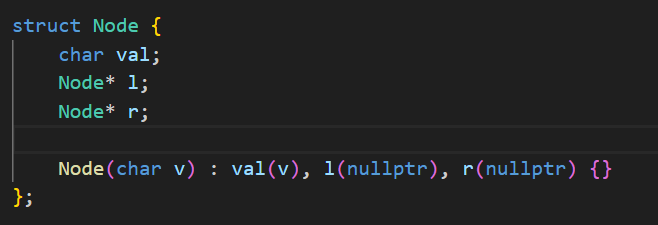 struct Node {
    char val;
    Node* l;
    Node* r;

    Node(char v) : val(v), l(nullptr), r(nullptr) {}
};